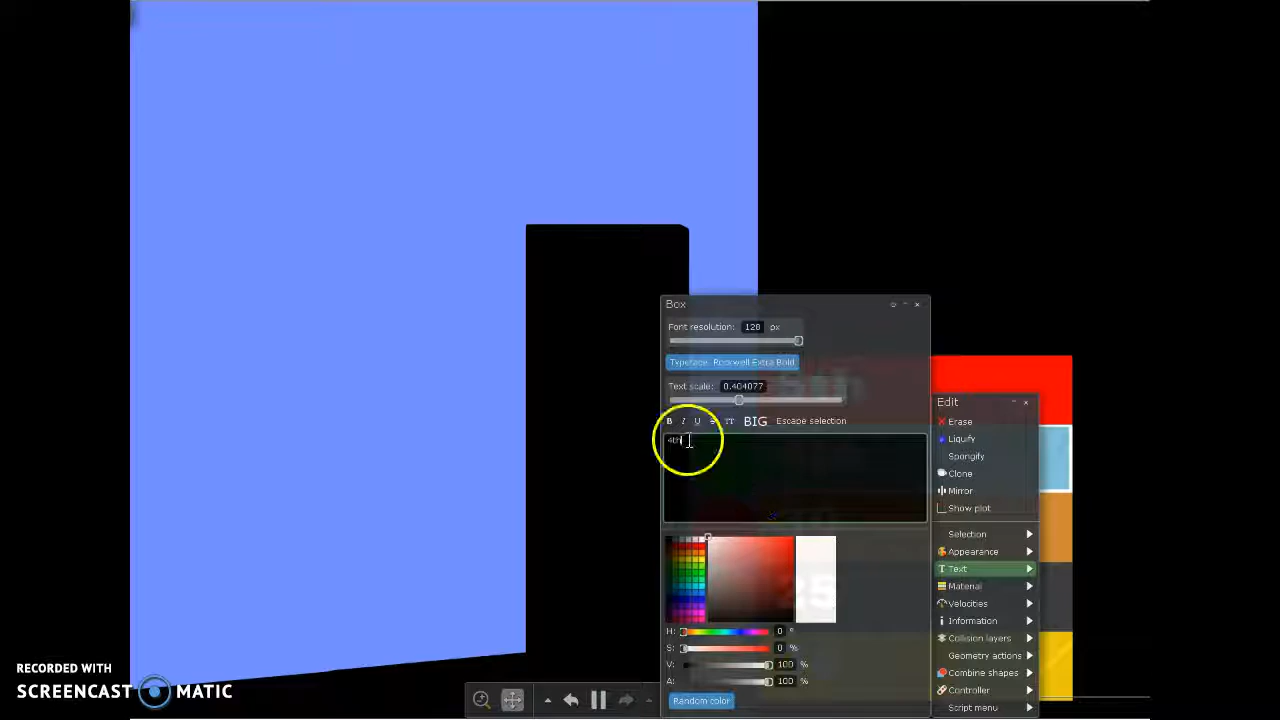 Box
Font resolution: 128 px
Typeface: Rockwell Extra Bold
Text scale: 0.404077
B I U S TT BIG Escape selection
4th
H: 0 °
S: 0 %
V: 100 %
A: 100 %
Random color
Edit
Erase
Liquify
Spongify
Clone
Mirror
Show plot
Selection
Appearance
Text
Material
Velocities
Information
Collision layers
Geometry actions
Combine shapes
Controller
Script menu
RECORDED WITH
SCREENCAST MATIC